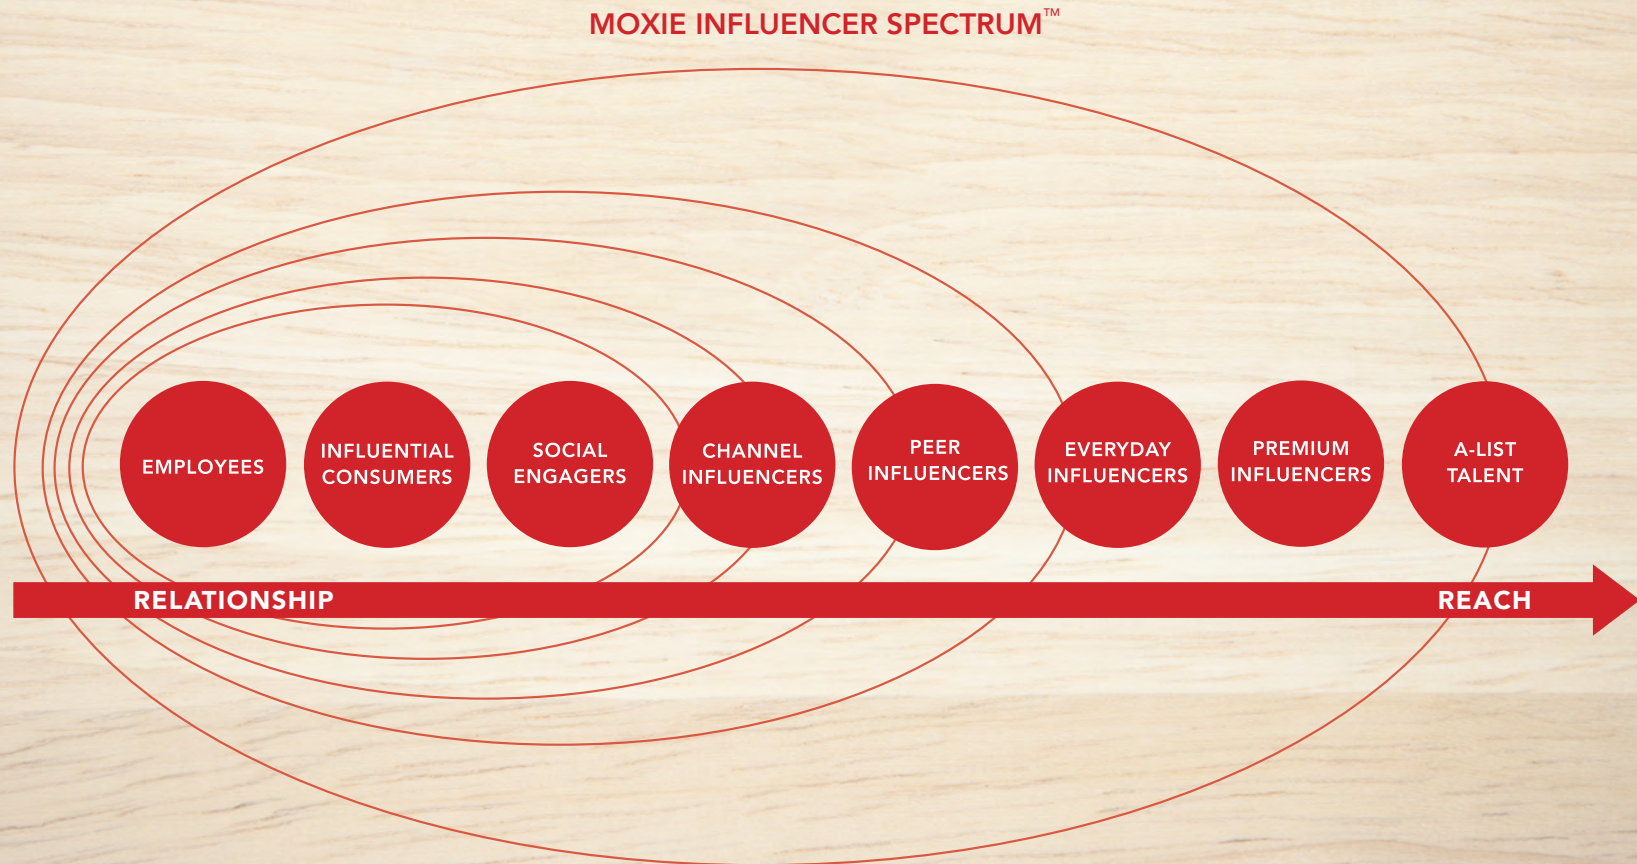 MOXIE INFLUENCER SPECTRUM™
EMPLOYEES
INFLUENTIAL
CONSUMERS
SOCIAL
ENGAGERS
CHANNEL
INFLUENCERS
PEER
INFLUENCERS
EVERYDAY
INFLUENCERS
PREMIUM
INFLUENCERS
A-LIST
TALENT
RELATIONSHIP
REACH